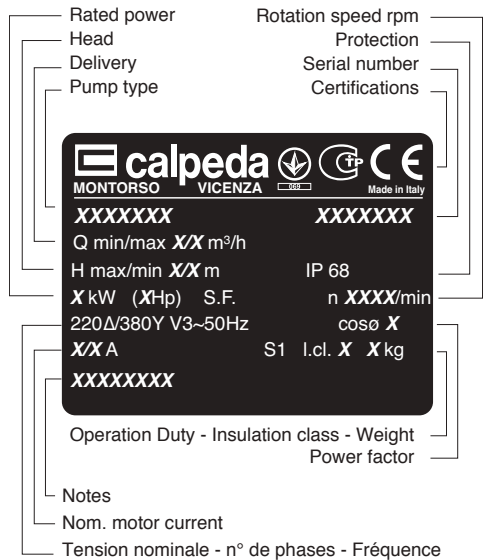 Rated power Rotation speed rpm
Head Protection
Delivery Serial number
Pump type Certifications
calpeda TP CE
MONTORSO VICENZA 069 Made in Italy
XXXXXXX XXXXXXX
Q min/max X/X m³/h
H max/min X/X m IP 68
X kW (XHp) S.F. n XXXX/min
220Δ/380Y V3~50Hz cosø X
X/X A S1 I.cl. X X kg
XXXXXXXX
Operation Duty - Insulation class - Weight
Power factor
Notes
Nom. motor current
Tension nominale - n° de phases - Fréquence